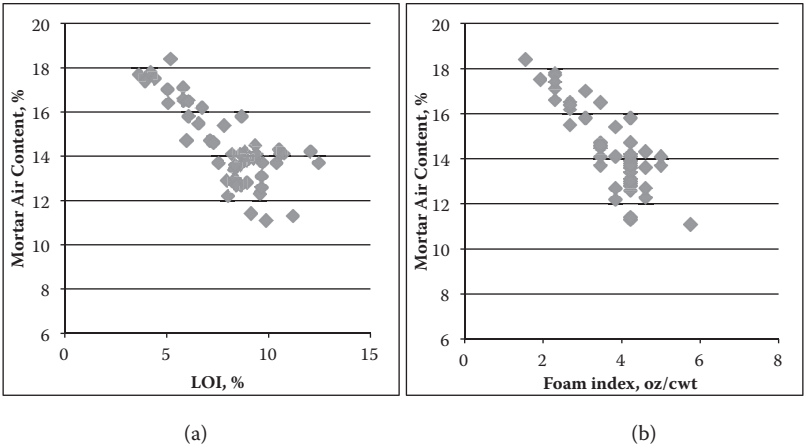 20
18
16
14
12
10
8
6
Mortar Air Content, %
0 5 10 15
LOI, %
(a)
20
18
16
14
12
10
8
6
Mortar Air Content, %
0 2 4 6 8
Foam index, oz/cwt
(b)